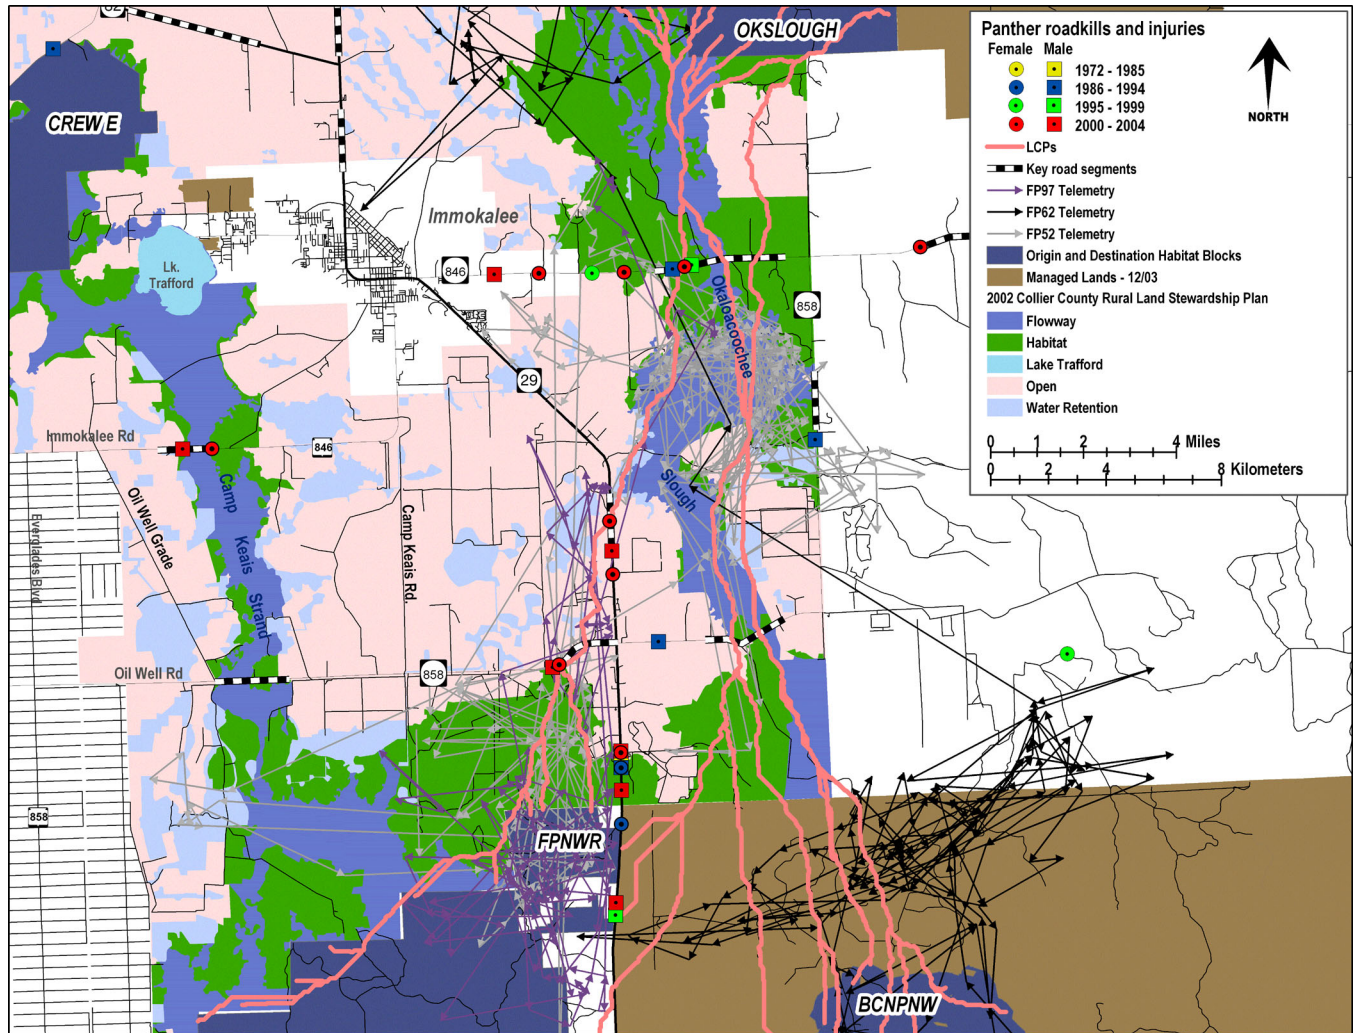 82
OKSLOUGH
CREW E
Immokalee
Lk.
Trafford
846
Okaloacoochee
858
29
Immokalee Rd
846
Slough
Camp
Keais
Strand
Oil Well Grade
Camp Keais Rd.
Everglades Blvd
Oil Well Rd
858
858
FPNWR
BCNPNW
Panther roadkills and injuries
Female Male
1972 - 1985
1986 - 1994
1995 - 1999
2000 - 2004
NORTH
LCPs
Key road segments
FP97 Telemetry
FP62 Telemetry
FP52 Telemetry
Origin and Destination Habitat Blocks
Managed Lands - 12/03
2002 Collier County Rural Land Stewardship Plan
Flowway
Habitat
Lake Trafford
Open
Water Retention
0 1 2 4 Miles
0 2 4 8 Kilometers